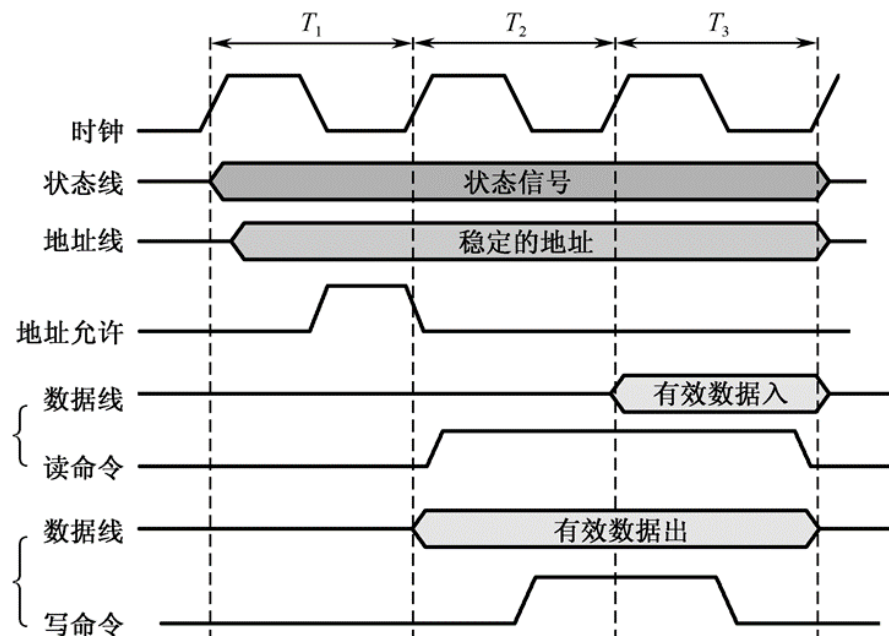 T₁ T₂ T₃
时钟
状态线 状态信号
地址线 稳定的地址
地址允许
数据线 有效数据入
读命令
数据线 有效数据出
写命令